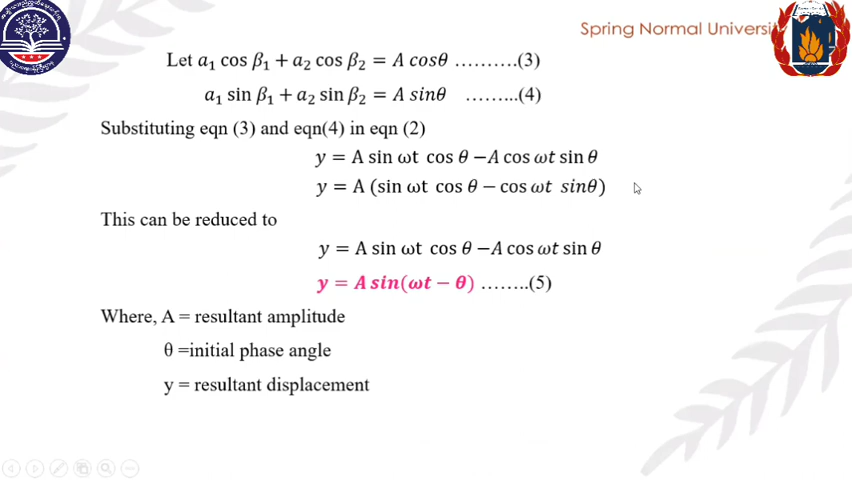 Spring Normal Universi
Let a₁ cos β₁ + a₂ cos β₂ = A cosθ ……….(3)
a₁ sin β₁ + a₂ sin β₂ = A sinθ ……...(4)
Substituting eqn (3) and eqn(4) in eqn (2)
y = A sin ωt cos θ −A cos ωt sin θ
y = A (sin ωt cos θ − cos ωt sinθ)
This can be reduced to
y = A sin ωt cos θ −A cos ωt sin θ
y = A sin(ωt − θ) ……..(5)
Where, A = resultant amplitude
θ =initial phase angle
y = resultant displacement